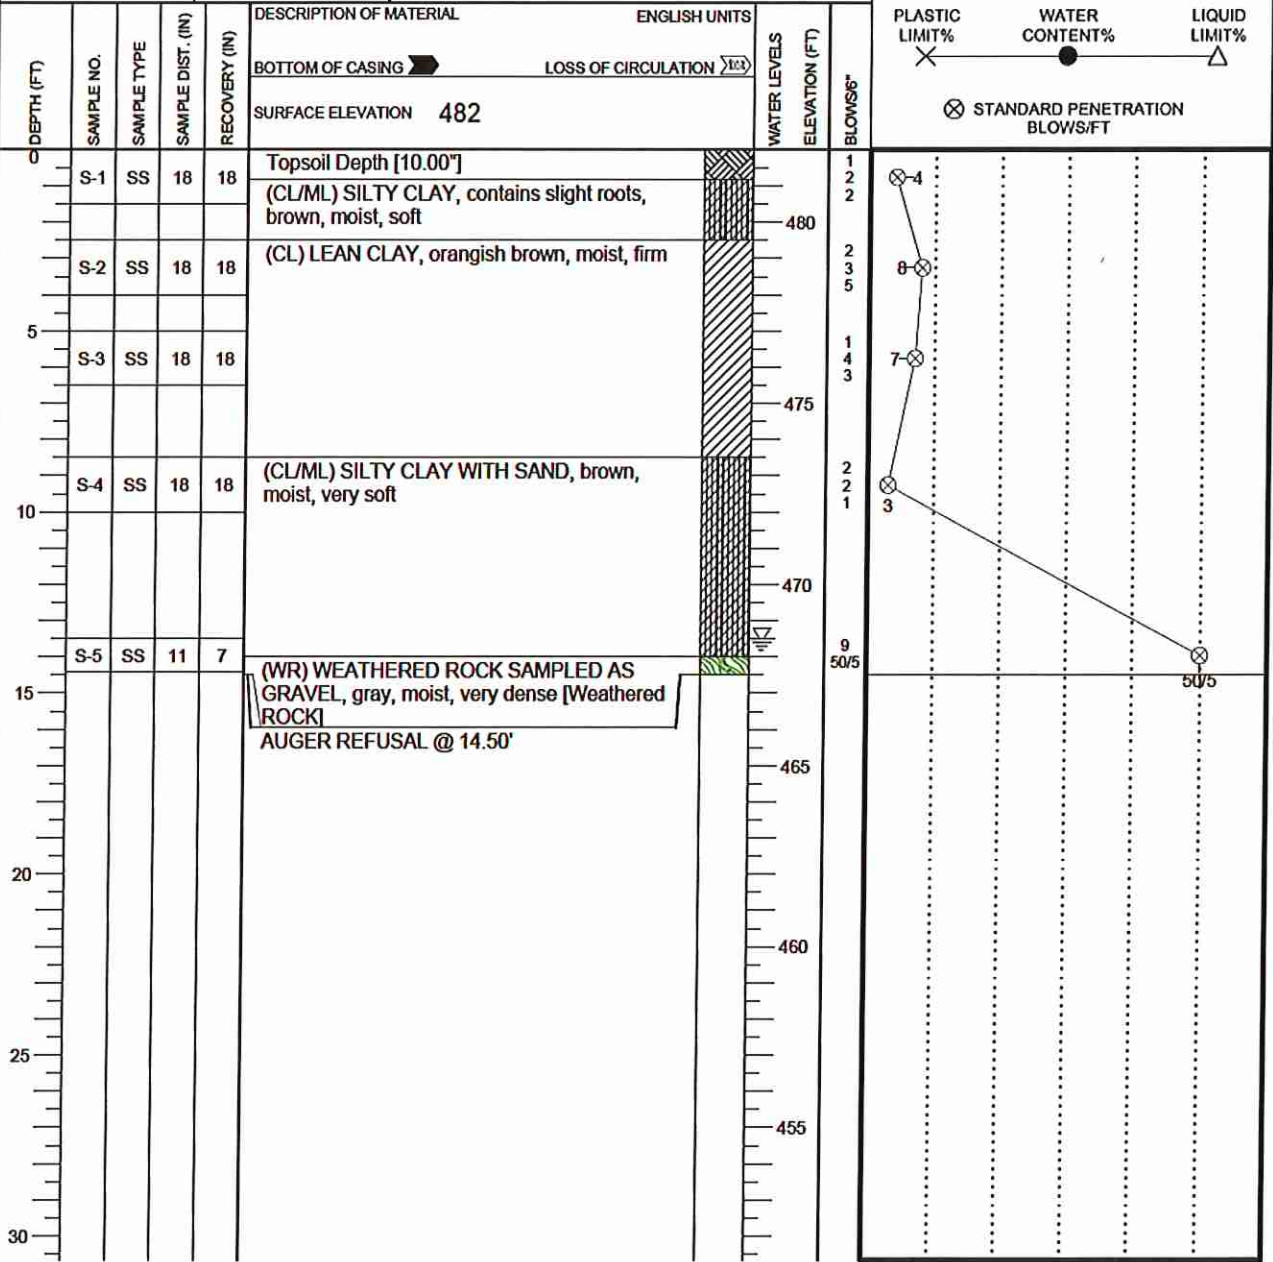 DEPTH (FT)
SAMPLE NO.
SAMPLE TYPE
SAMPLE DIST. (IN)
RECOVERY (IN)
DESCRIPTION OF MATERIAL ENGLISH UNITS
BOTTOM OF CASING LOSS OF CIRCULATION
SURFACE ELEVATION 482
WATER LEVELS
ELEVATION (FT)
BLOWS/6"
PLASTIC LIMIT%
WATER CONTENT%
LIQUID LIMIT%
STANDARD PENETRATION
BLOWS/FT
0
S-1 SS 18 18
Topsoil Depth [10.00"]
(CL/ML) SILTY CLAY, contains slight roots,
brown, moist, soft
480
1
2
2
4
S-2 SS 18 18
(CL) LEAN CLAY, orangish brown, moist, firm
2
3
5
8
5
S-3 SS 18 18
1
4
3
7
475
S-4 SS 18 18
(CL/ML) SILTY CLAY WITH SAND, brown,
moist, very soft
2
2
1
3
10
470
S-5 SS 11 7
9
50/5
50/5
(WR) WEATHERED ROCK SAMPLED AS
GRAVEL, gray, moist, very dense [Weathered
ROCK]
15
AUGER REFUSAL @ 14.50'
465
20
460
25
455
30